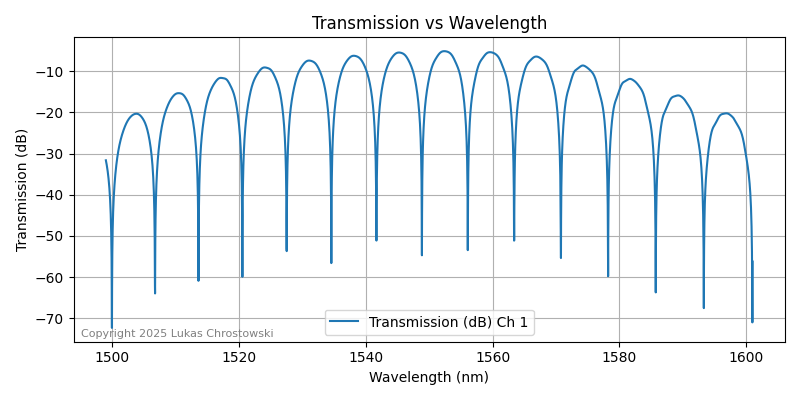 Transmission vs Wavelength
Transmission (dB)
−10
−20
−30
−40
−50
−60
−70
Transmission (dB) Ch 1
Copyright 2025 Lukas Chrostowski
1500 1520 1540 1560 1580 1600
Wavelength (nm)